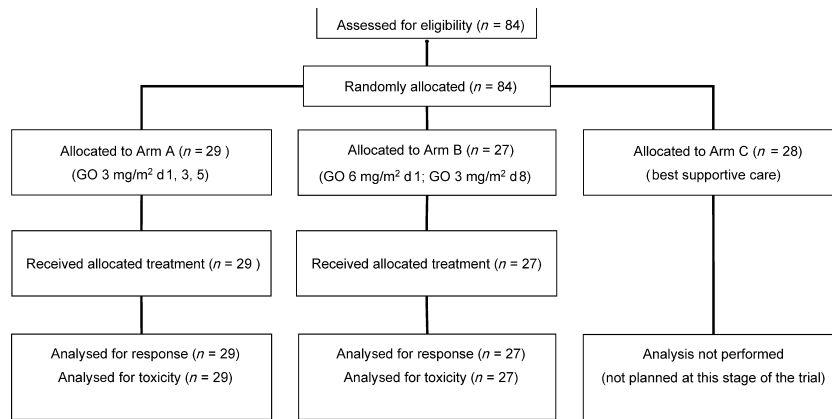 Assessed for eligibility (n = 84)
Randomly allocated (n = 84)
Allocated to Arm A (n = 29 )
(GO 3 mg/m² d 1, 3, 5)
Allocated to Arm B (n = 27)
(GO 6 mg/m² d 1; GO 3 mg/m² d 8)
Allocated to Arm C (n = 28)
(best supportive care)
Received allocated treatment (n = 29 )
Received allocated treatment (n = 27)
Analysed for response (n = 29)
Analysed for toxicity (n = 29)
Analysed for response (n = 27)
Analysed for toxicity (n = 27)
Analysis not performed
(not planned at this stage of the trial)